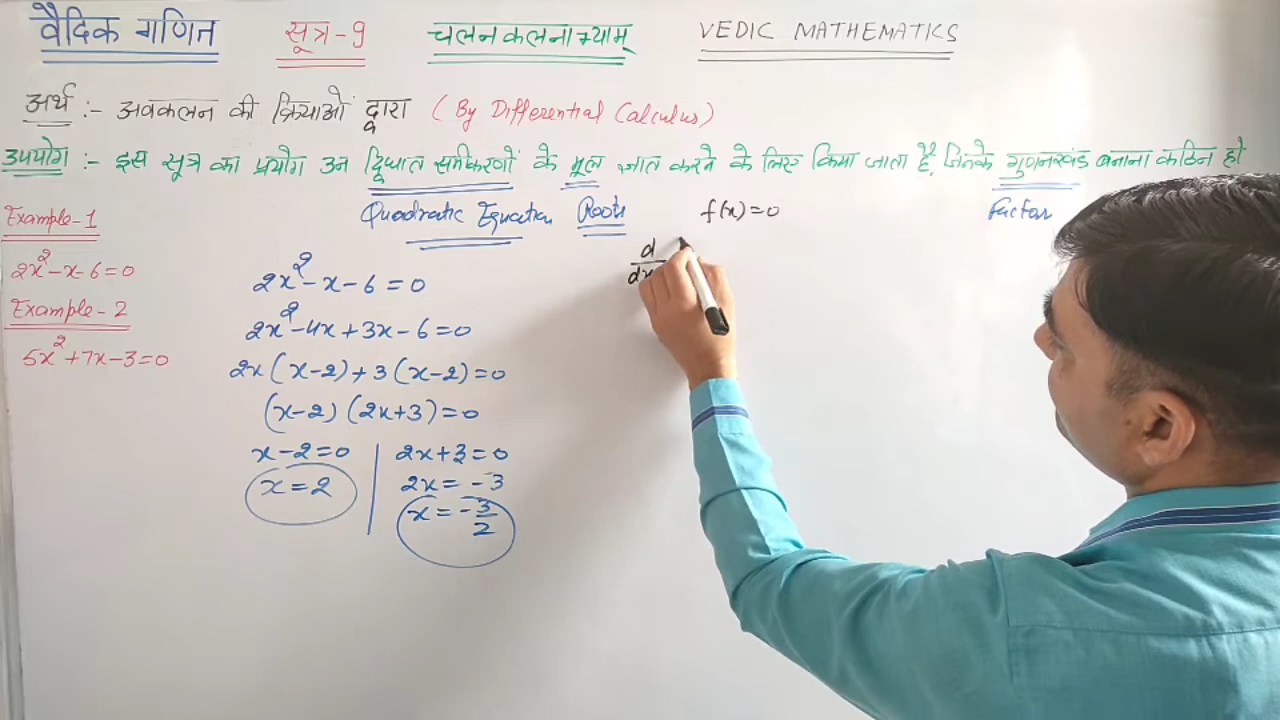 वैदिक गणित सूत्र-9 चलनकलनाभ्याम् VEDIC MATHEMATICS
अर्थ :- अवकलन की क्रियाओं द्वारा (By Differential Calculus)
उपयोग :- इस सूत्र का प्रयोग उन द्विघात समीकरणों के मूल ज्ञात करने के लिए किया जाता है, जिनके गुणनखंड बनाना कठिन हो
Quadratic Equation Roots f(x)=0 factor
Example-1
2x²-x-6=0
Example-2
5x²+7x-3=0
2x²-x-6=0
2x²-4x+3x-6=0
2x(x-2)+3(x-2)=0
(x-2)(2x+3)=0
x-2=0 | 2x+3=0
x=2 | 2x=-3
x=-3/2
d/dx